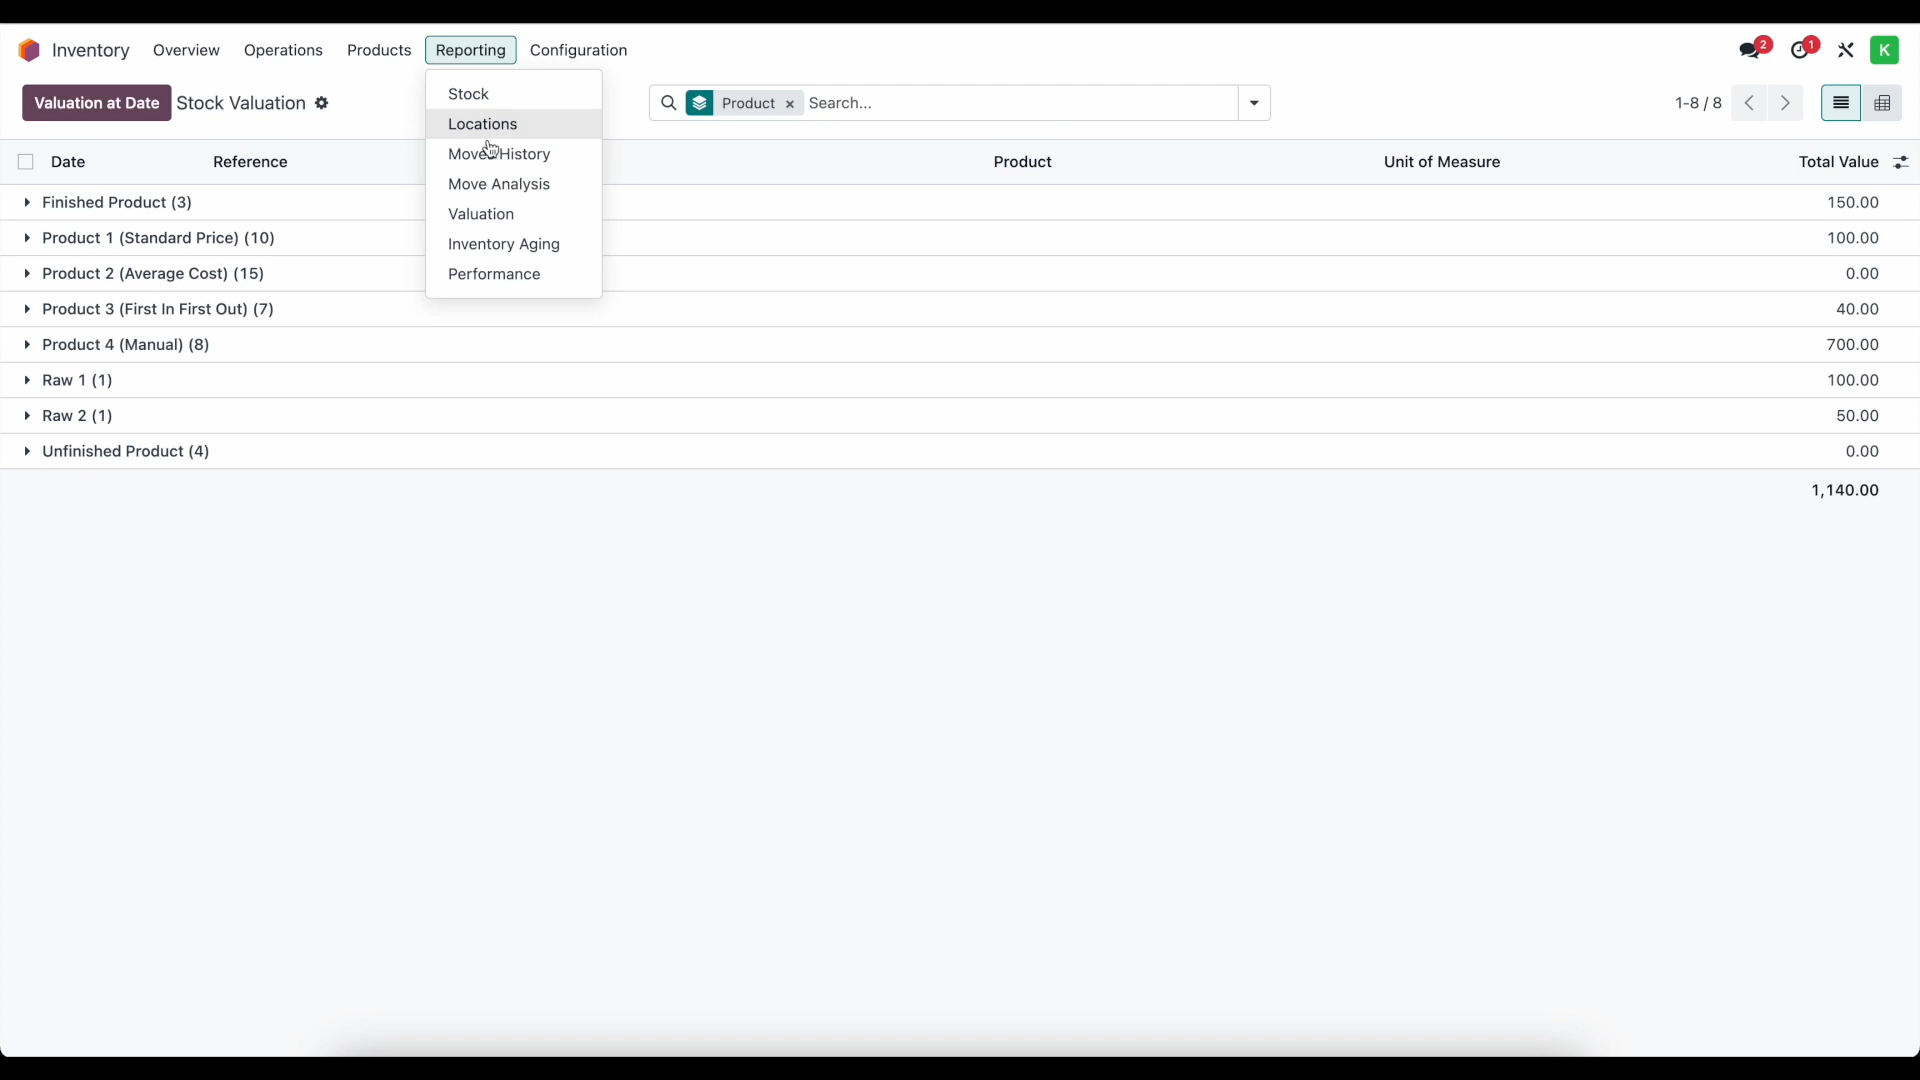 Inventory Overview Operations Products Reporting Configuration 2 1 K
Valuation at Date Stock Valuation Product × Search... 1-8 / 8
Stock
Locations
Moves History
Move Analysis
Valuation
Inventory Aging
Performance
Date Reference Product Unit of Measure Total Value
Finished Product (3) 150.00
Product 1 (Standard Price) (10) 100.00
Product 2 (Average Cost) (15) 0.00
Product 3 (First In First Out) (7) 40.00
Product 4 (Manual) (8) 700.00
Raw 1 (1) 100.00
Raw 2 (1) 50.00
Unfinished Product (4) 0.00
1,140.00